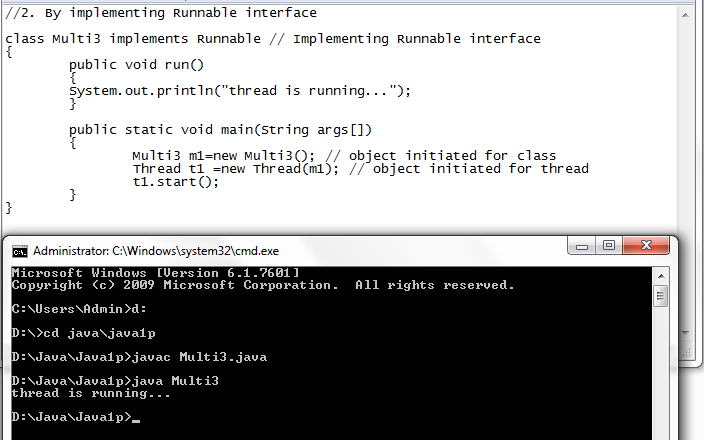 //2. By implementing Runnable interface
class Multi3 implements Runnable // Implementing Runnable interface
{
public void run()
{
System.out.println("thread is running...");
}
public static void main(String args[])
{
Multi3 m1=new Multi3(); // object initiated for class
Thread t1 =new Thread(m1); // object initiated for thread
t1.start();
}
}
Administrator: C:\Windows\system32\cmd.exe
Microsoft Windows [Version 6.1.7601]
Copyright (c) 2009 Microsoft Corporation.  All rights reserved.
C:\Users\Admin>d:
D:\>cd java\java1p
D:\Java\Java1p>javac Multi3.java
D:\Java\Java1p>java Multi3
thread is running...
D:\Java\Java1p>_